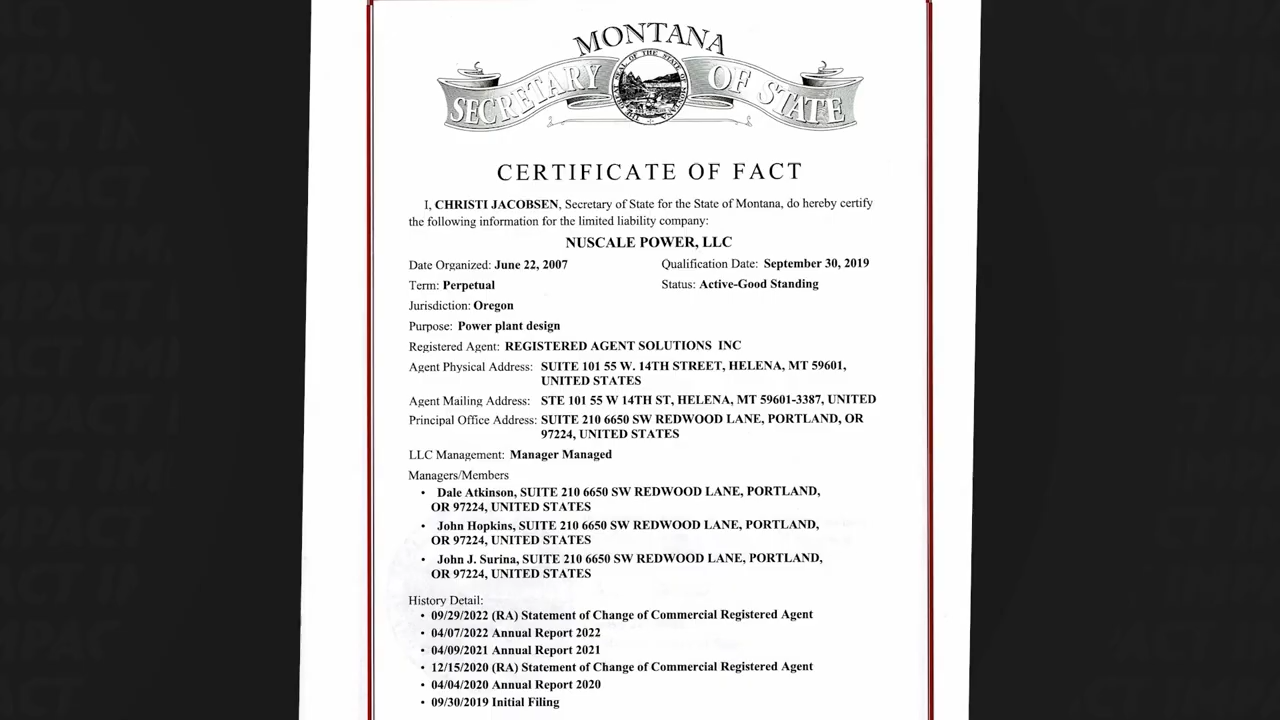 MONTANA
SECRETARY OF STATE
CERTIFICATE OF FACT
I, CHRISTI JACOBSEN, Secretary of State for the State of Montana, do hereby certify
the following information for the limited liability company:
NUSCALE POWER, LLC
Date Organized: June 22, 2007 Qualification Date: September 30, 2019
Term: Perpetual Status: Active-Good Standing
Jurisdiction: Oregon
Purpose: Power plant design
Registered Agent: REGISTERED AGENT SOLUTIONS INC
Agent Physical Address: SUITE 101 55 W. 14TH STREET, HELENA, MT 59601,
UNITED STATES
Agent Mailing Address: STE 101 55 W 14TH ST, HELENA, MT 59601-3387, UNITED
Principal Office Address: SUITE 210 6650 SW REDWOOD LANE, PORTLAND, OR
97224, UNITED STATES
LLC Management: Manager Managed
Managers/Members
• Dale Atkinson, SUITE 210 6650 SW REDWOOD LANE, PORTLAND,
OR 97224, UNITED STATES
• John Hopkins, SUITE 210 6650 SW REDWOOD LANE, PORTLAND,
OR 97224, UNITED STATES
• John J. Surina, SUITE 210 6650 SW REDWOOD LANE, PORTLAND,
OR 97224, UNITED STATES
History Detail:
• 09/29/2022 (RA) Statement of Change of Commercial Registered Agent
• 04/07/2022 Annual Report 2022
• 04/09/2021 Annual Report 2021
• 12/15/2020 (RA) Statement of Change of Commercial Registered Agent
• 04/04/2020 Annual Report 2020
• 09/30/2019 Initial Filing